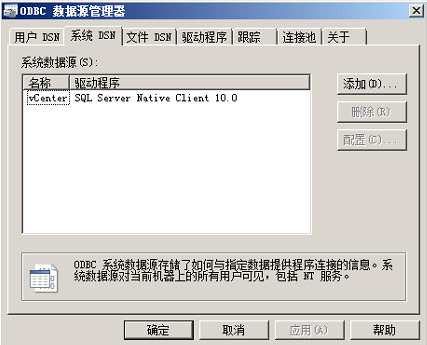 ODBC 数据源管理器
用户 DSN 系统 DSN 文件 DSN 驱动程序 跟踪 连接池 关于
系统数据源(S):
名称 驱动程序
vCenter SQL Server Native Client 10.0
添加(D)...
删除(R)
配置(C)...
ODBC 系统数据源存储了如何与指定数据提供程序连接的信息。系
统数据源对当前机器上的所有用户可见，包括 NT 服务。
确定 取消 应用(A) 帮助